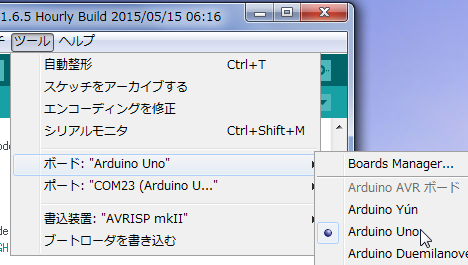 1.6.5 Hourly Build 2015/05/15 06:16
ツール ヘルプ
自動整形 Ctrl+T
スケッチをアーカイブする
エンコーディングを修正
シリアルモニタ Ctrl+Shift+M
ボード: "Arduino Uno"
ポート: "COM23 (Arduino U..."
書込装置: "AVRISP mkII"
ブートローダを書き込む
Boards Manager...
Arduino AVR ボード
Arduino Yún
Arduino Uno
Arduino Duemilanove